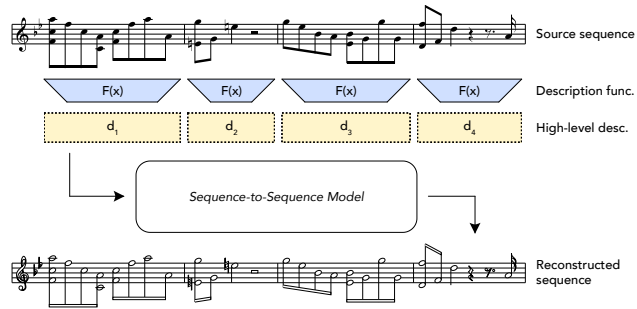 Source sequence
F(x) F(x) F(x) F(x) Description func.
d1 d2 d3 d4 High-level desc.
Sequence-to-Sequence Model
Reconstructed
sequence